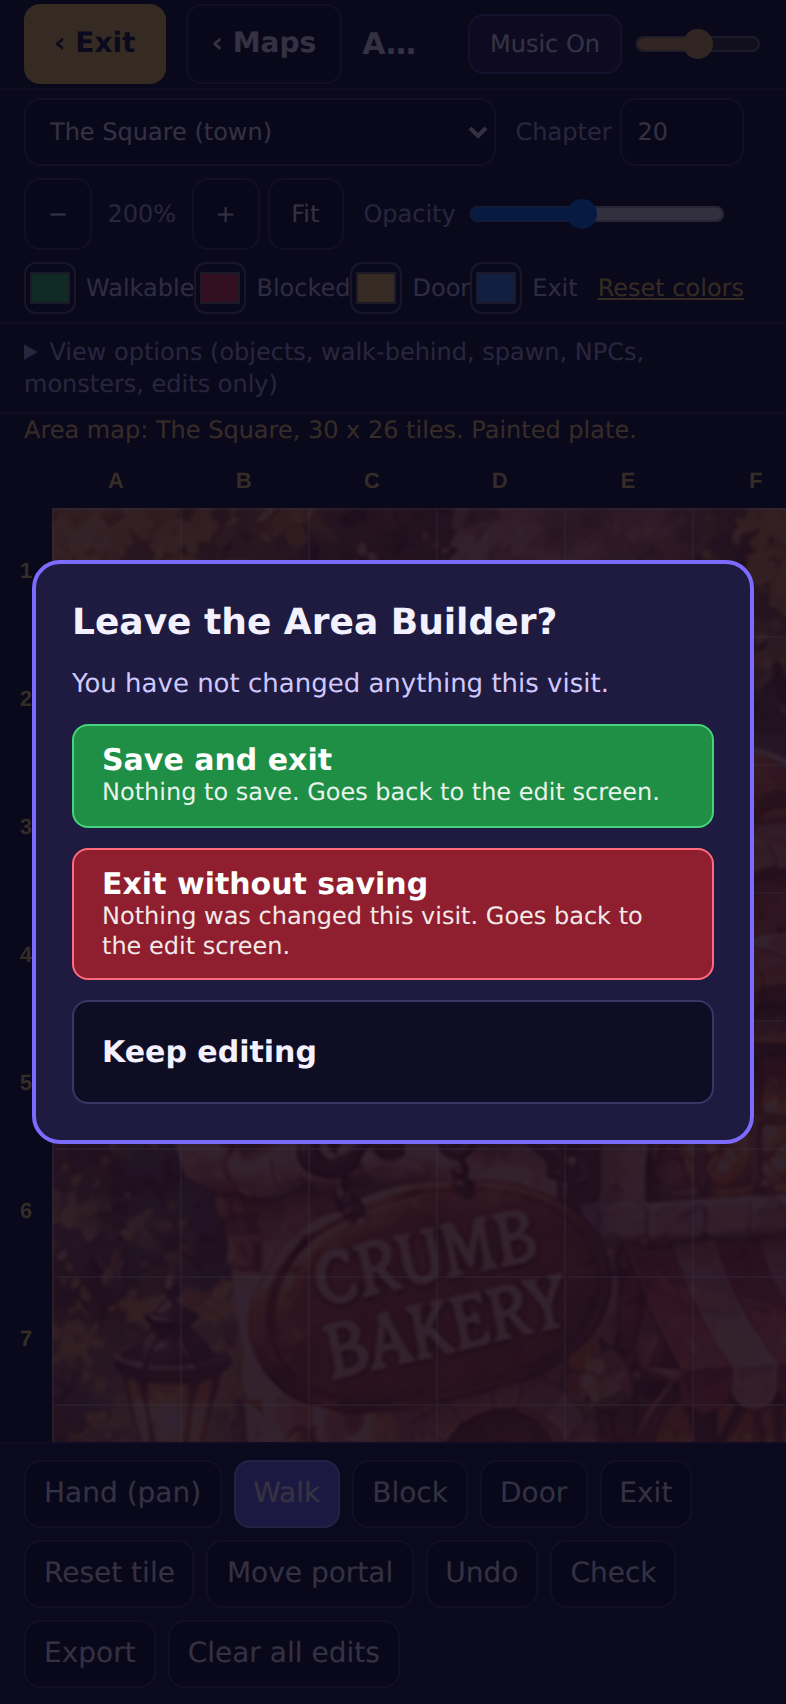 ‹ Exit
‹ Maps
A...
Music On
The Square (town)
Chapter
20
−
200%
+
Fit
Opacity
Walkable
Blocked
Door
Exit
Reset colors
▶ View options (objects, walk-behind, spawn, NPCs,
monsters, edits only)
Area map: The Square, 30 x 26 tiles. Painted plate.
A B C D E F
1
Leave the Area Builder?
You have not changed anything this visit.
2
Save and exit
Nothing to save. Goes back to the edit screen.
3
Exit without saving
Nothing was changed this visit. Goes back to
the edit screen.
4
Keep editing
5
6
CRUMB
BAKERY
7
Hand (pan)
Walk
Block
Door
Exit
Reset tile
Move portal
Undo
Check
Export
Clear all edits